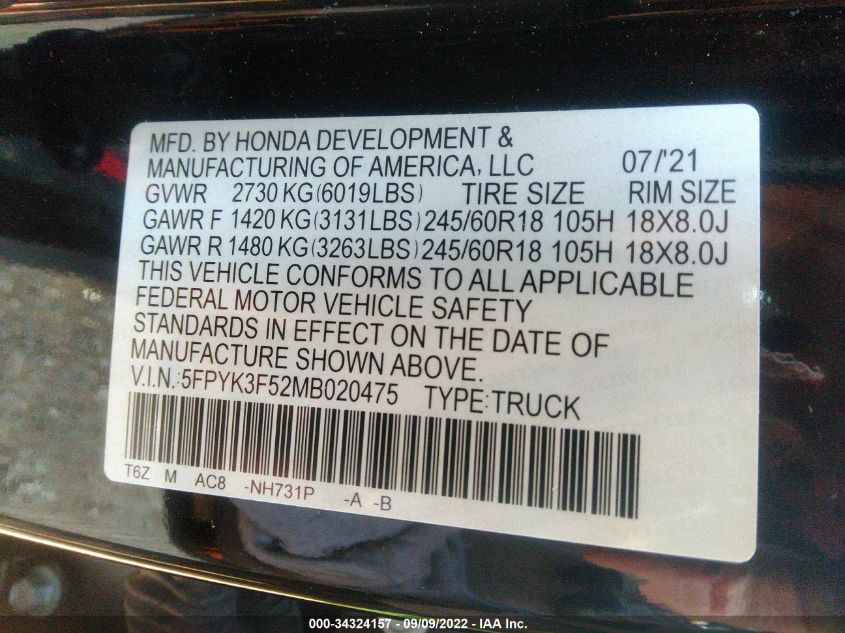 MFD. BY HONDA DEVELOPMENT &
MANUFACTURING OF AMERICA, LLC 07/'21
GVWR 2730 KG (6019LBS) TIRE SIZE RIM SIZE
GAWR F 1420 KG (3131LBS) 245/60R18 105H 18X8.0J
GAWR R 1480 KG (3263LBS) 245/60R18 105H 18X8.0J
THIS VEHICLE CONFORMS TO ALL APPLICABLE
FEDERAL MOTOR VEHICLE SAFETY
STANDARDS IN EFFECT ON THE DATE OF
MANUFACTURE SHOWN ABOVE.
V.I.N.:5FPYK3F52MB020475 TYPE:TRUCK
T6Z M AC8 -NH731P -A -B
000-34324157 - 09/09/2022 - IAA Inc.